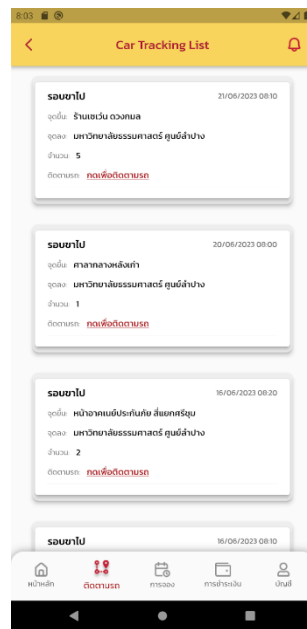 8:03
Car Tracking List
รอบขาไป 21/06/2023 08:10
จุดขึ้น: ร้านเชเว่น ดวงกมล
จุดลง: มหาวิทยาลัยธรรมศาสตร์ ศูนย์ลำปาง
จำนวน: 5
ติดตามรถ: กดเพื่อติดตามรถ
รอบขาไป 20/06/2023 08:00
จุดขึ้น: ศาลากลางหลังเก่า
จุดลง: มหาวิทยาลัยธรรมศาสตร์ ศูนย์ลำปาง
จำนวน: 1
ติดตามรถ: กดเพื่อติดตามรถ
รอบขาไป 16/06/2023 08:20
จุดขึ้น: หน้าอาคเนย์ประกันภัย สี่แยกศรีชุม
จุดลง: มหาวิทยาลัยธรรมศาสตร์ ศูนย์ลำปาง
จำนวน: 2
ติดตามรถ: กดเพื่อติดตามรถ
รอบขาไป 16/06/2023 08:10
หน้าหลัก ติดตามรถ การจอง การชำระเงิน บัญชี